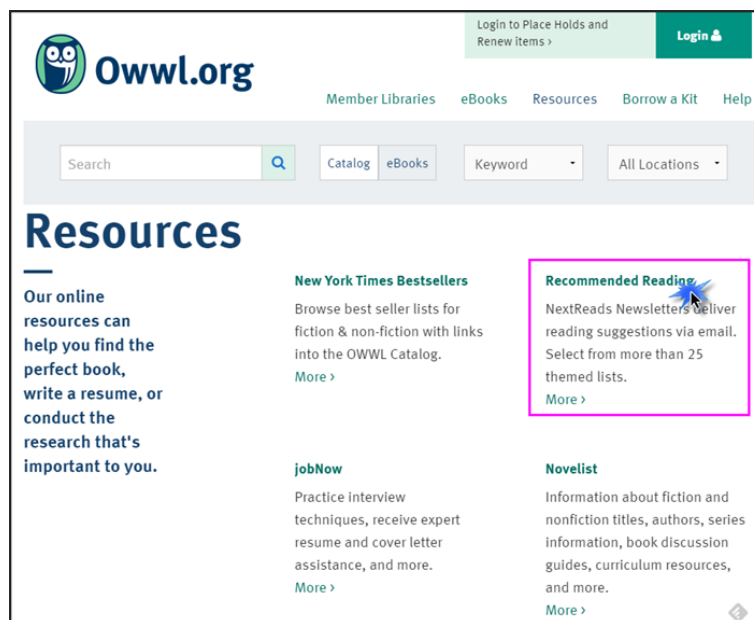 Login to Place Holds and
Renew items >
Login
Owwl.org
Member Libraries eBooks Resources Borrow a Kit Help
Search Catalog eBooks Keyword All Locations
Resources
Our online
resources can
help you find the
perfect book,
write a resume, or
conduct the
research that's
important to you.
New York Times Bestsellers
Browse best seller lists for
fiction & non-fiction with links
into the OWWL Catalog.
More >
Recommended Reading
NextReads Newsletters deliver
reading suggestions via email.
Select from more than 25
themed lists.
More >
jobNow
Practice interview
techniques, receive expert
resume and cover letter
assistance, and more.
More >
Novelist
Information about fiction and
nonfiction titles, authors, series
information, book discussion
guides, curriculum resources,
and more.
More >